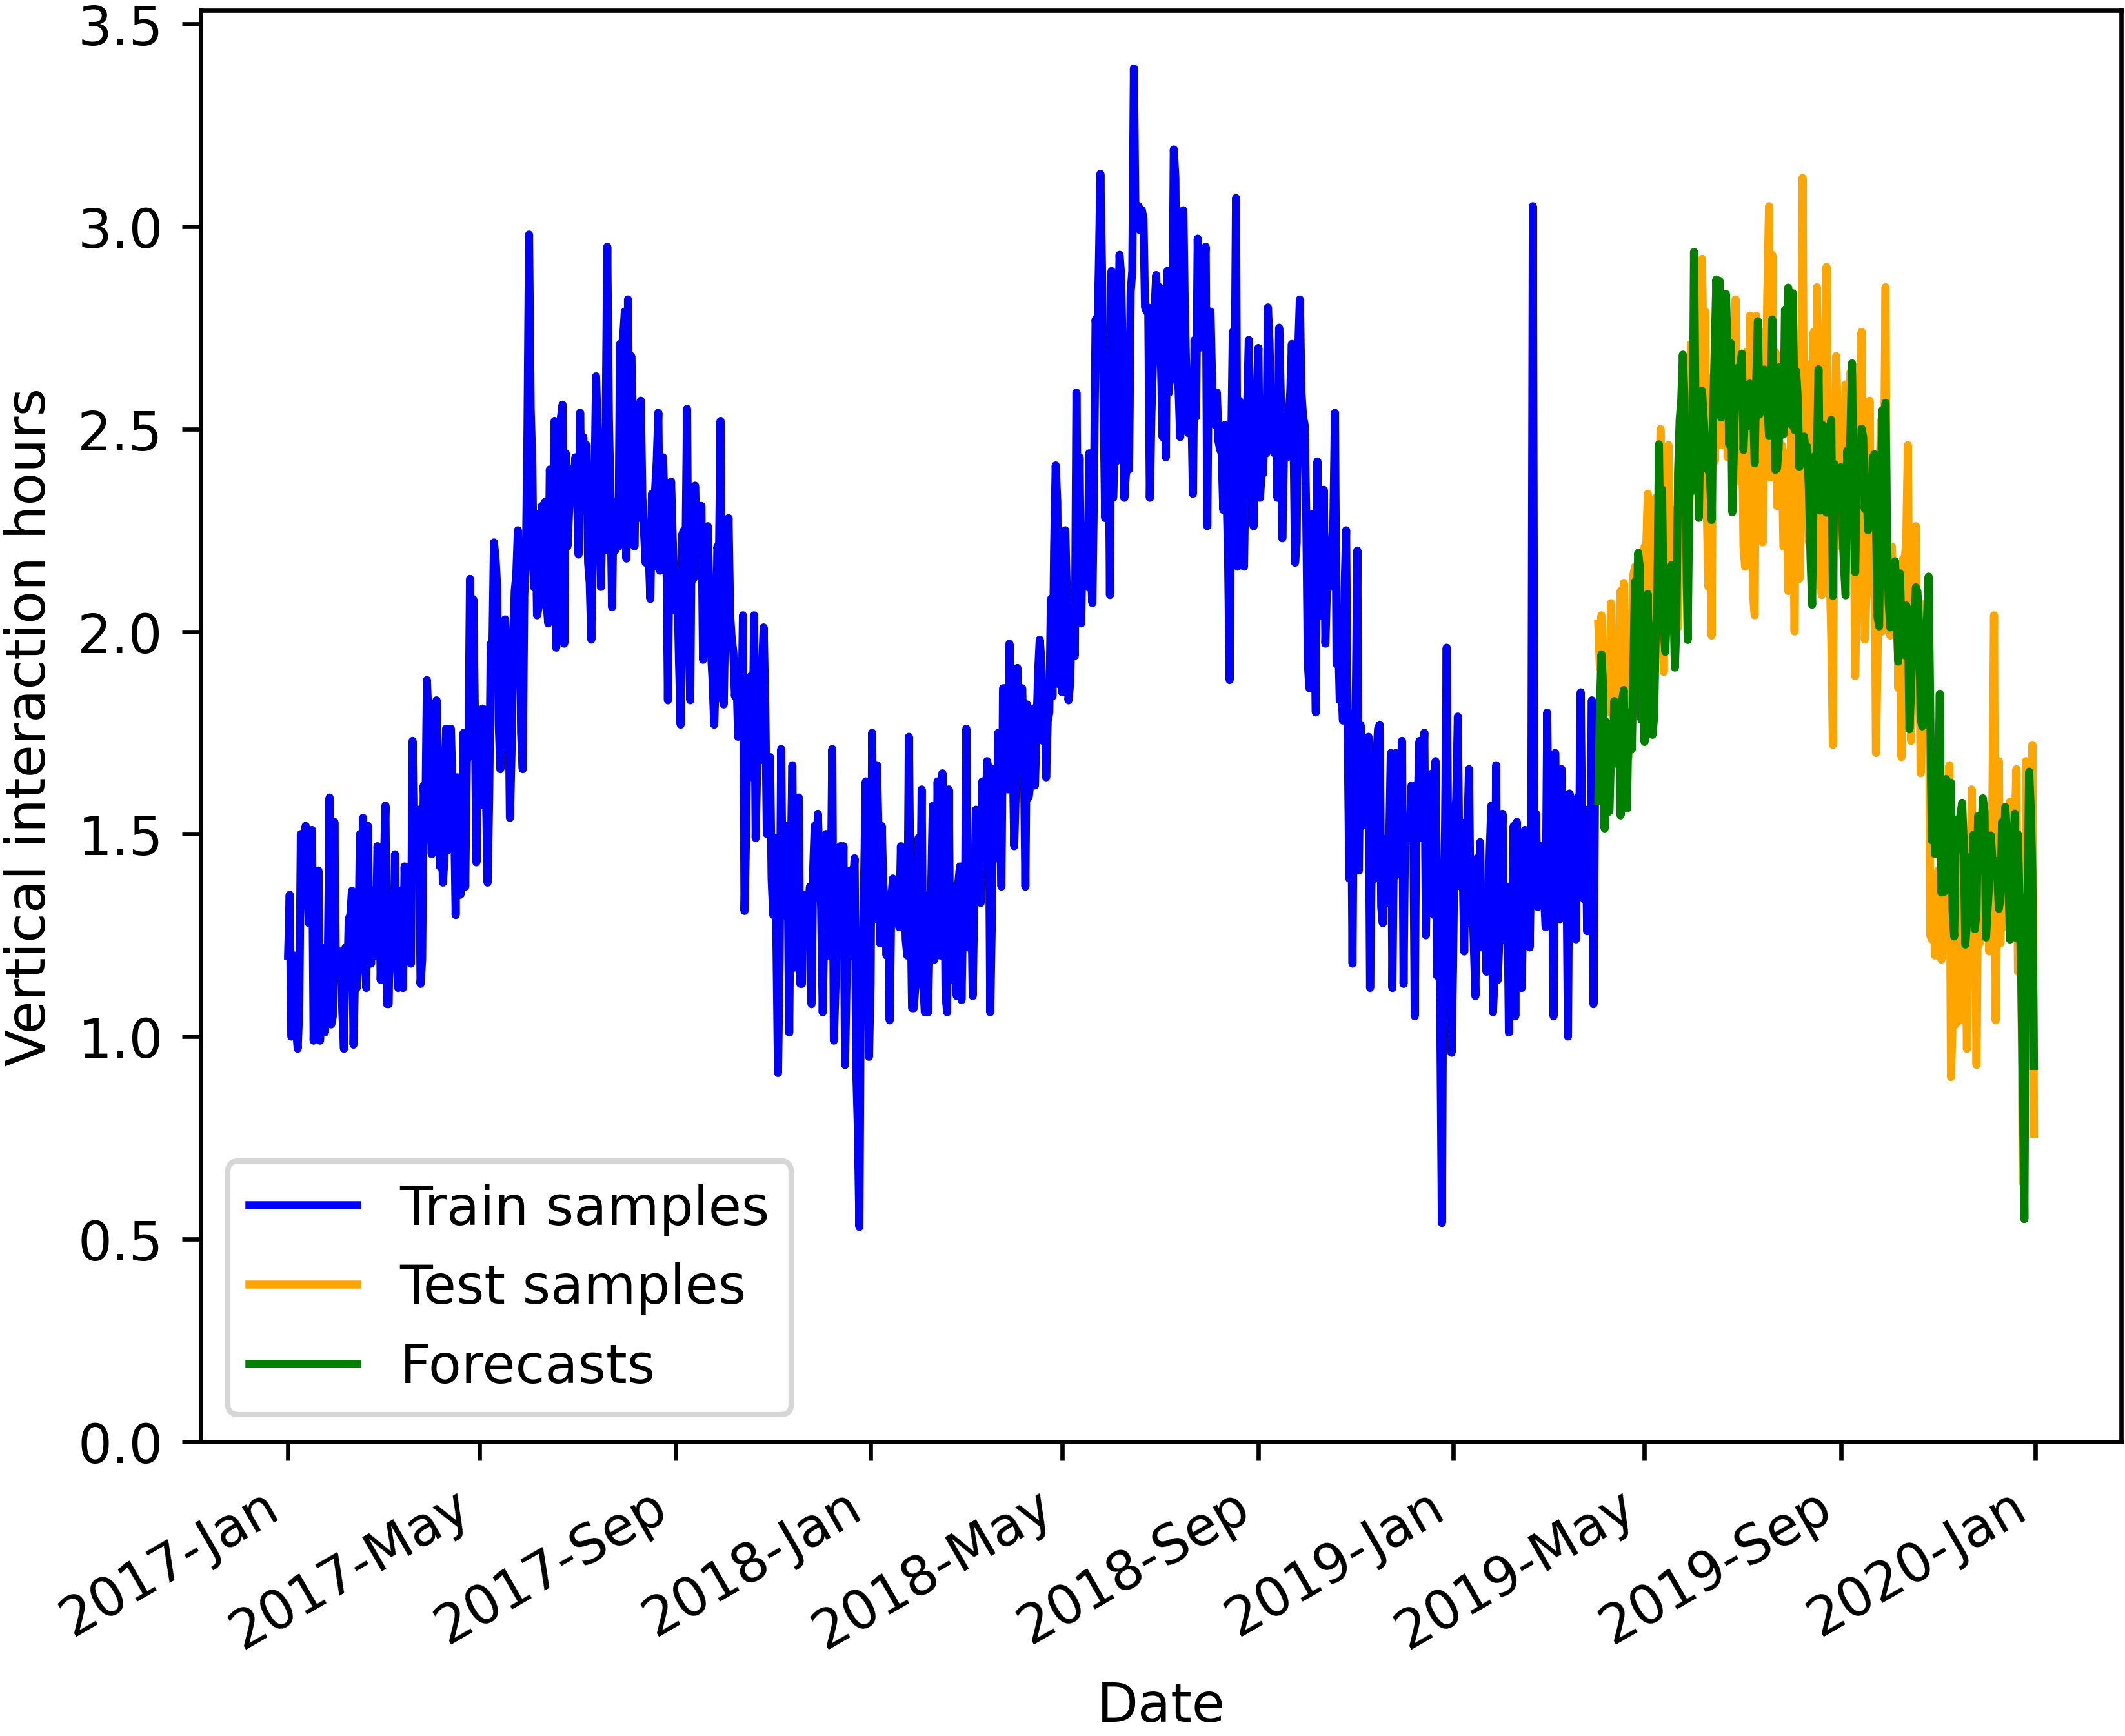 Vertical interaction hours
3.5
3.0
2.5
2.0
1.5
1.0
0.5
0.0
Train samples
Test samples
Forecasts
2017-Jan
2017-May
2017-Sep
2018-Jan
2018-May
2018-Sep
2019-Jan
2019-May
2019-Sep
2020-Jan
Date